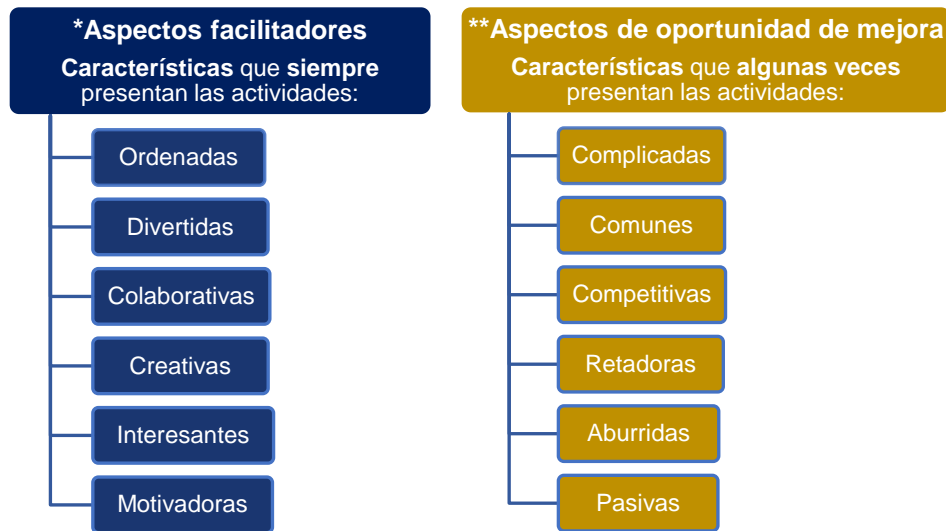 *Aspectos facilitadores
Características que siempre
presentan las actividades:
Ordenadas
Divertidas
Colaborativas
Creativas
Interesantes
Motivadoras
**Aspectos de oportunidad de mejora
Características que algunas veces
presentan las actividades:
Complicadas
Comunes
Competitivas
Retadoras
Aburridas
Pasivas